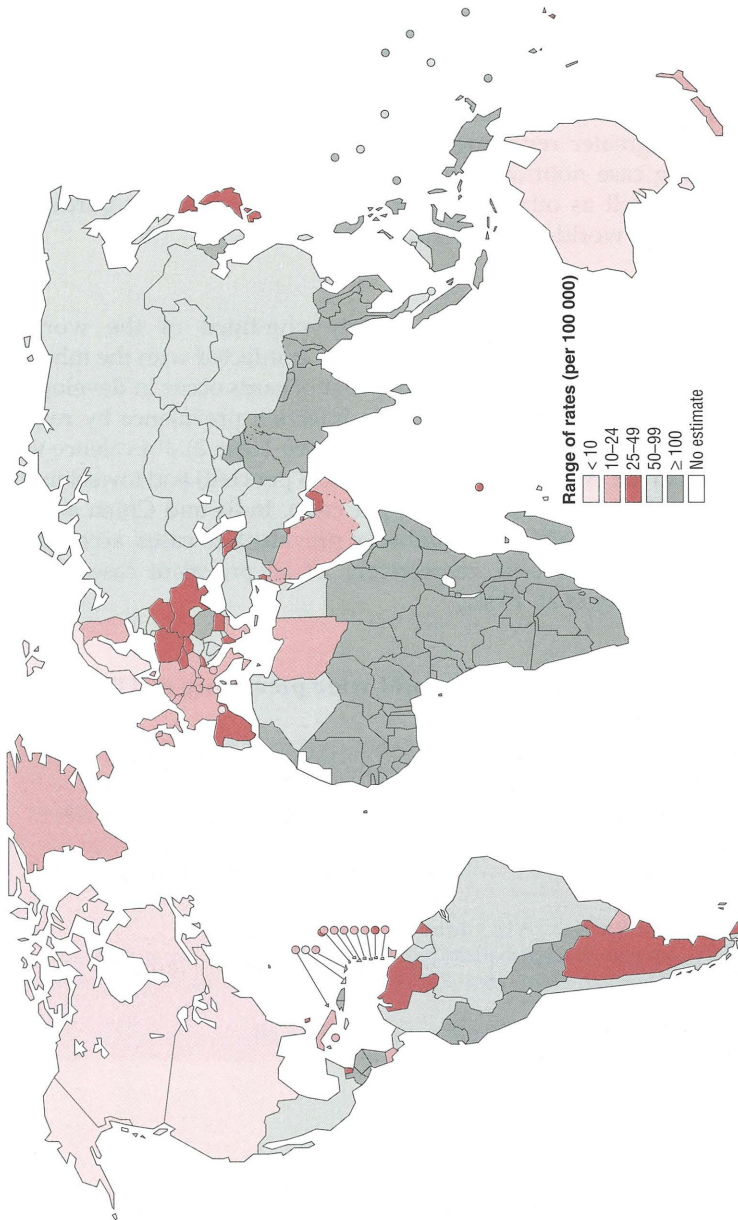 Range of rates (per 100 000)
< 10
10–24
25–49
50–99
≥ 100
No estimate